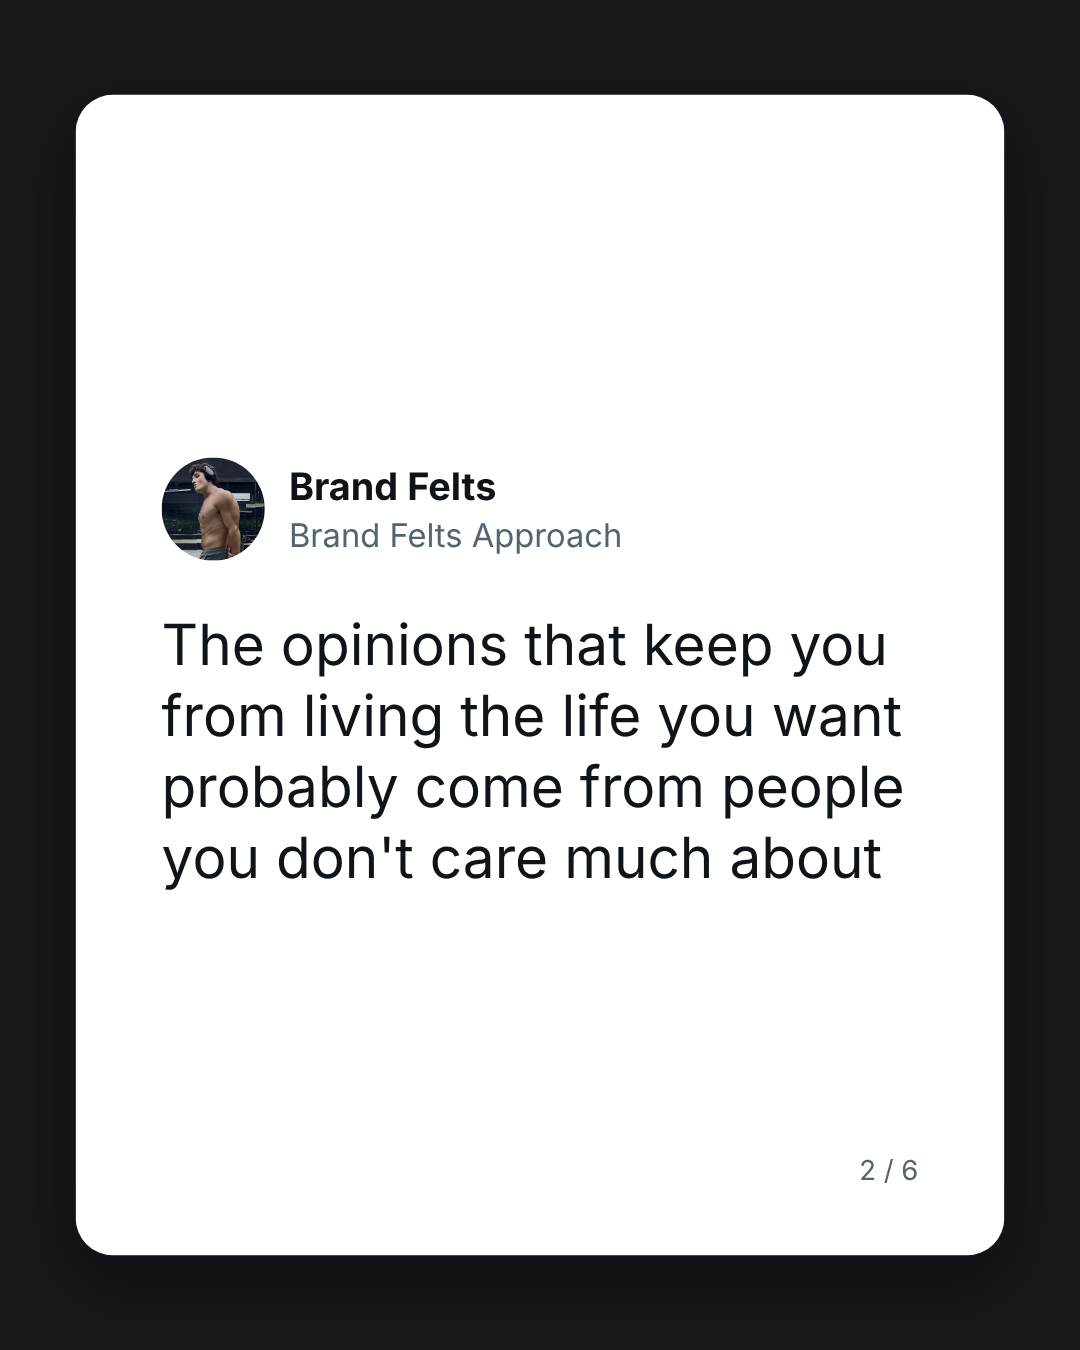 Brand Felts
Brand Felts Approach
The opinions that keep you
from living the life you want
probably come from people
you don't care much about
2 / 6